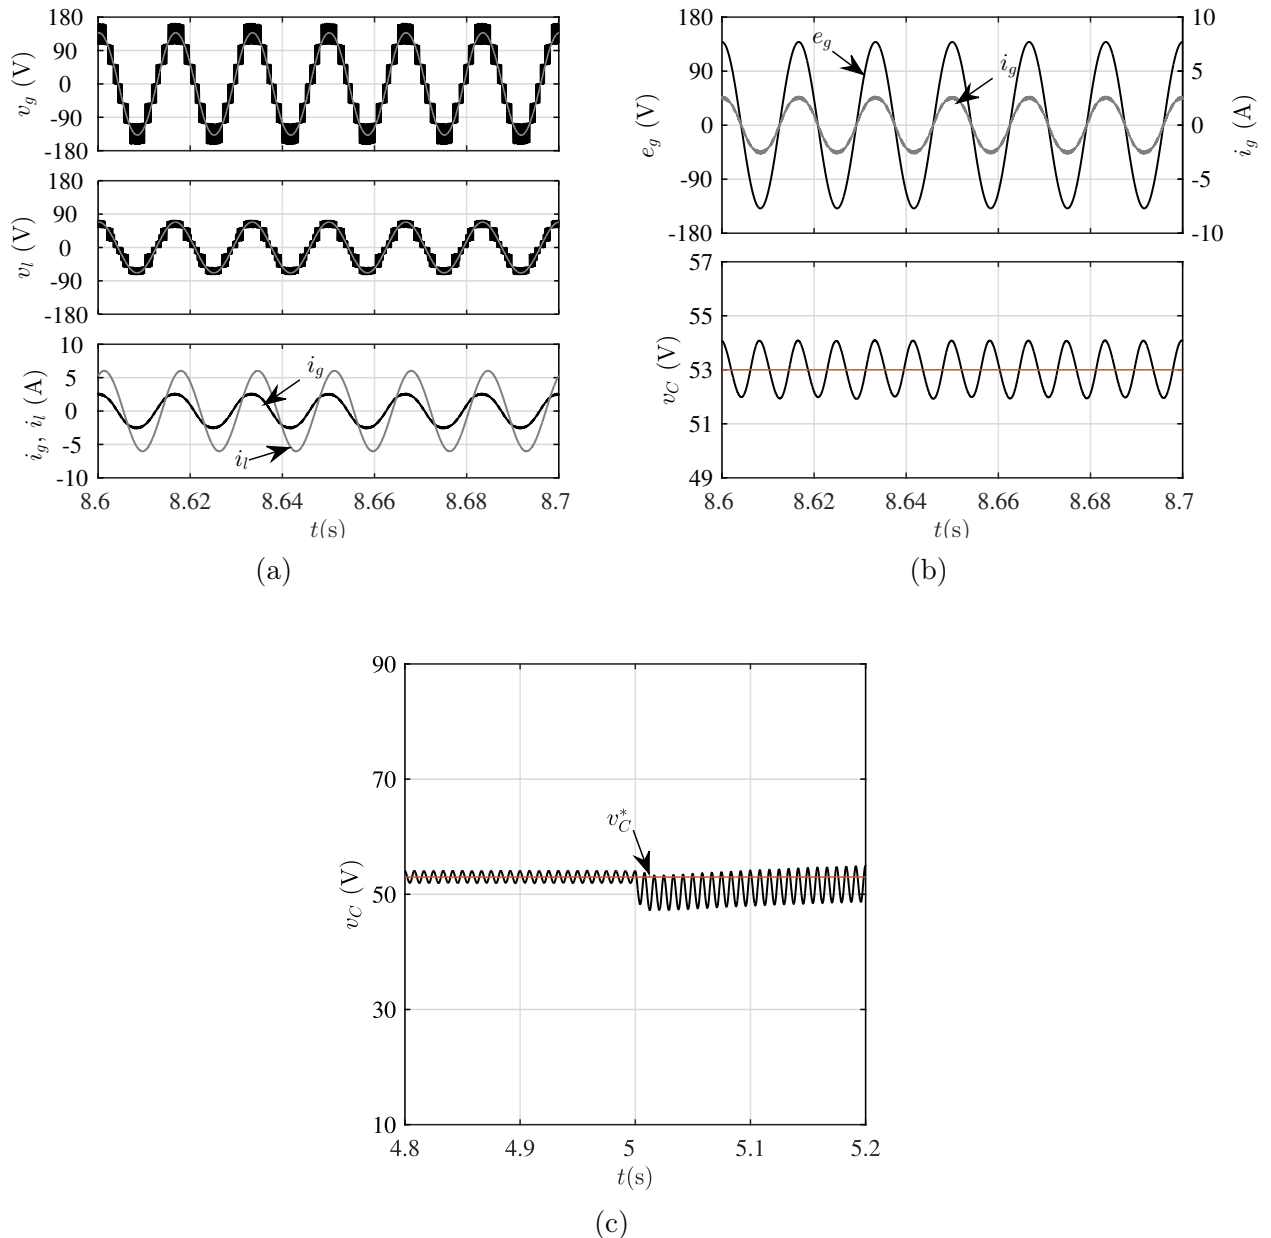 180
90
0
-90
-180
v_g (V)
180
90
0
-90
-180
v_l (V)
10
5
0
-5
-10
i_g, i_l (A)
i_g
i_l
8.6 8.62 8.64 8.66 8.68 8.7
t(s)
(a)
180
90
0
-90
-180
e_g (V)
e_g
i_g
10
5
0
-5
-10
i_g (A)
57
55
53
51
49
v_C (V)
8.6 8.62 8.64 8.66 8.68 8.7
t(s)
(b)
90
70
50
30
10
v_C (V)
v_C^*
4.8 4.9 5 5.1 5.2
t(s)
(c)